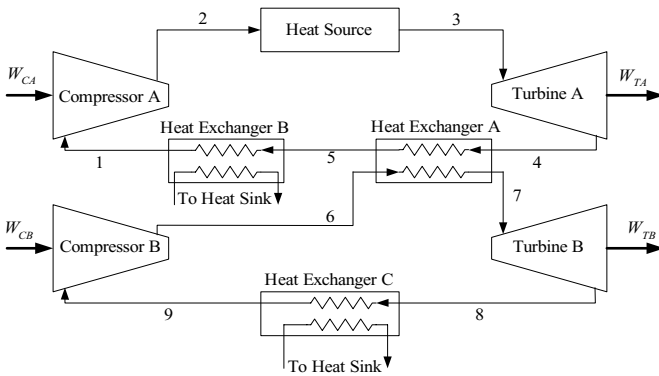 2
Heat Source
3
W_CA
Compressor A
Turbine A
W_TA
Heat Exchanger B
Heat Exchanger A
1
5
4
To Heat Sink
6
7
W_CB
Compressor B
Turbine B
W_TB
Heat Exchanger C
9
8
To Heat Sink